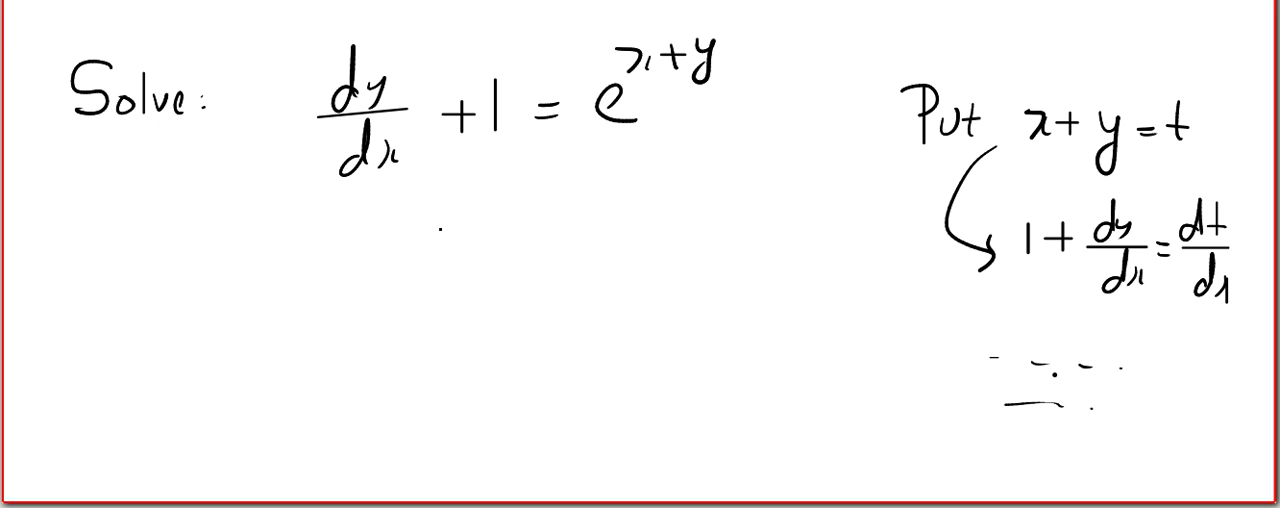 Solve: dy/dx + 1 = e^(x+y)
Put x + y = t
1 + dy/dx = dt/dx